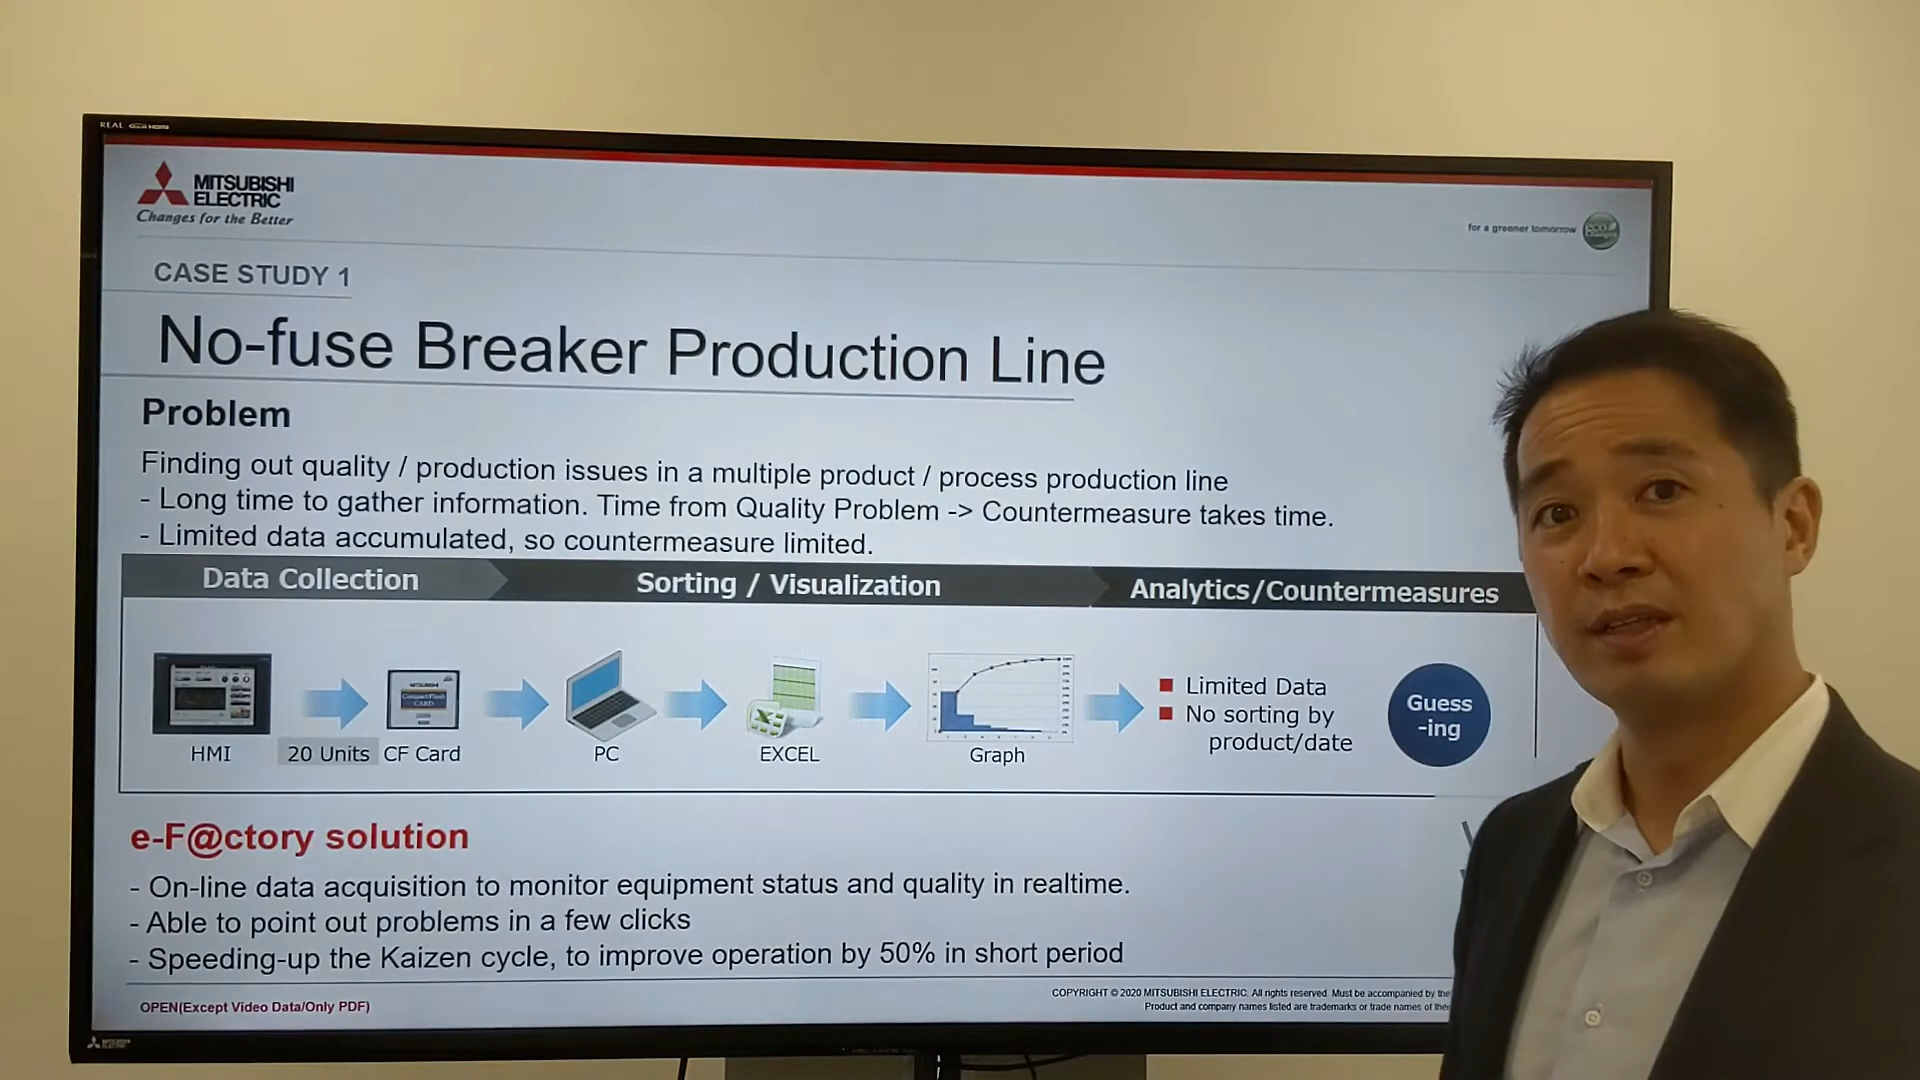 REAL
MITSUBISHI
ELECTRIC
Changes for the Better
for a greener tomorrow
CASE STUDY 1
No-fuse Breaker Production Line
Problem
Finding out quality / production issues in a multiple product / process production line
- Long time to gather information. Time from Quality Problem -> Countermeasure takes time.
- Limited data accumulated, so countermeasure limited.
Data Collection
Sorting / Visualization
Analytics/Countermeasures
MITSUBISHI
CompactFlash
CARD
HMI
20 Units
CF Card
PC
EXCEL
Graph
Limited Data
No sorting by
product/date
Guess
-ing
e-F@ctory solution
- On-line data acquisition to monitor equipment status and quality in realtime.
- Able to point out problems in a few clicks
- Speeding-up the Kaizen cycle, to improve operation by 50% in short period
OPEN(Except Video Data/Only PDF)
COPYRIGHT © 2020 MITSUBISHI ELECTRIC. All rights reserved. Must be accompanied by the
Product and company names listed are trademarks or trade names of
MITSUBISHI
ELECTRIC